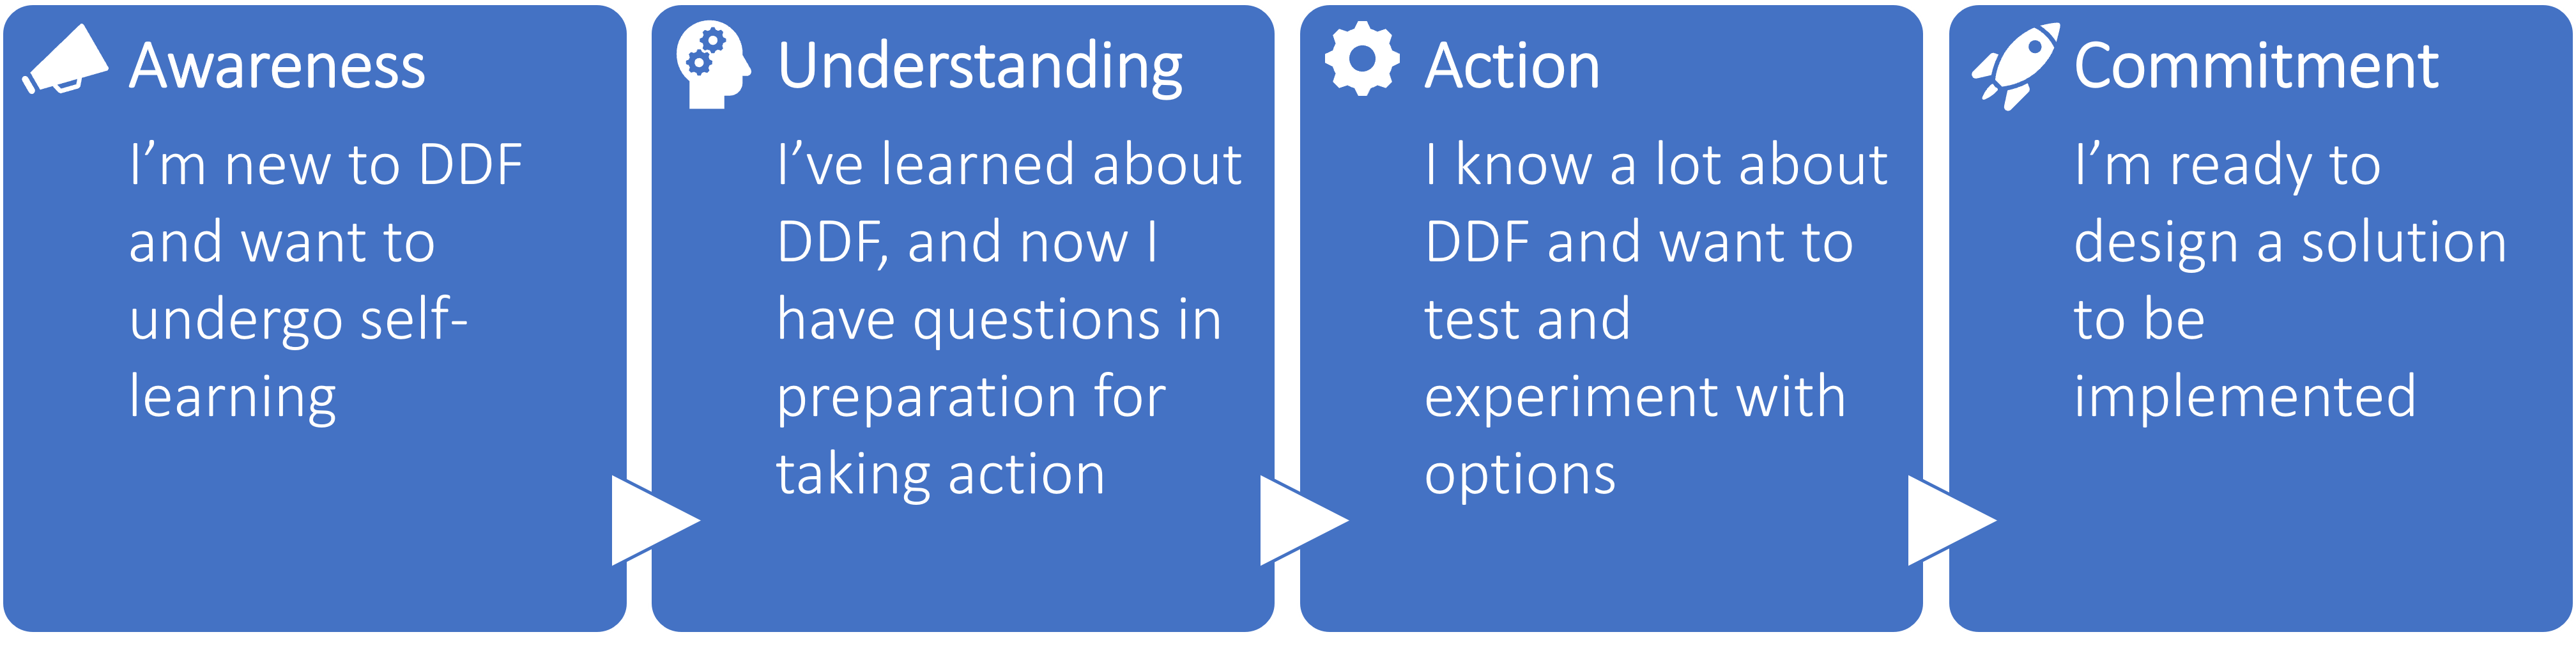 Awareness
I’m new to DDF
and want to
undergo self-
learning
Understanding
I’ve learned about
DDF, and now I
have questions in
preparation for
taking action
Action
I know a lot about
DDF and want to
test and
experiment with
options
Commitment
I’m ready to
design a solution
to be
implemented